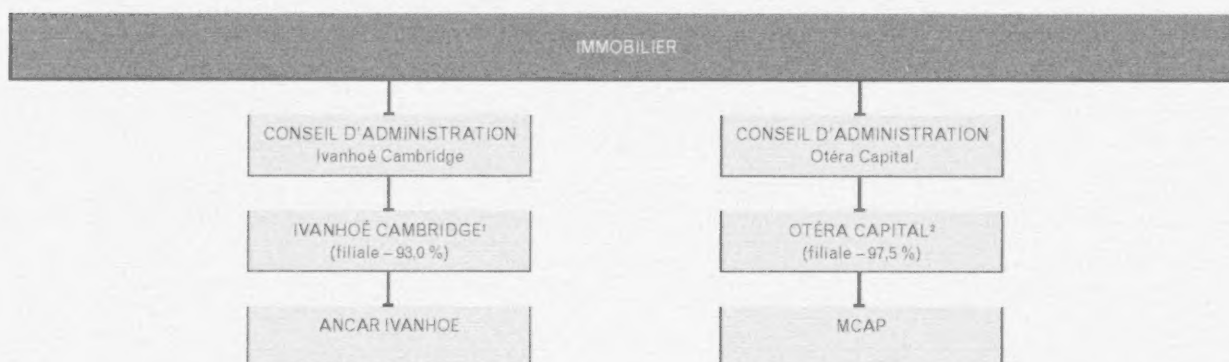 IMMOBILIER
CONSEIL D'ADMINISTRATION
Ivanhoé Cambridge
CONSEIL D'ADMINISTRATION
Otéra Capital
IVANHOÉ CAMBRIDGE¹
(filiale – 93,0 %)
OTÉRA CAPITAL²
(filiale – 97,5 %)
ANCAR IVANHOE
MCAP